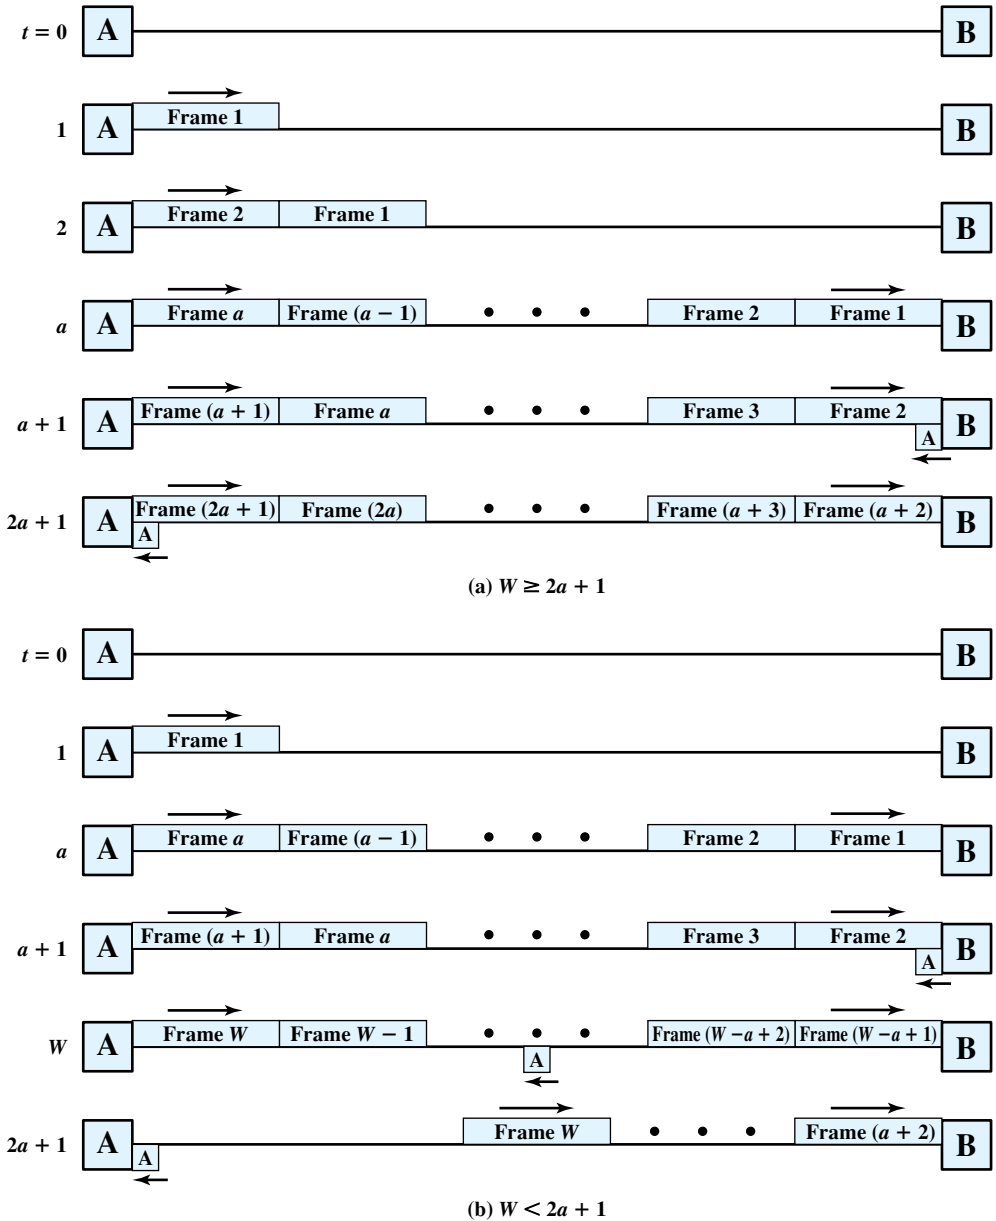 t = 0 A B
1 A Frame 1 B
2 A Frame 2 Frame 1 B
a A Frame a Frame (a − 1) • • • Frame 2 Frame 1 B
a + 1 A Frame (a + 1) Frame a • • • Frame 3 Frame 2 A B
2a + 1 A Frame (2a + 1) Frame (2a) • • • Frame (a + 3) Frame (a + 2) B
A
(a) W ≥ 2a + 1
t = 0 A B
1 A Frame 1 B
a A Frame a Frame (a − 1) • • • Frame 2 Frame 1 B
a + 1 A Frame (a + 1) Frame a • • • Frame 3 Frame 2 A B
W A Frame W Frame W − 1 • • • Frame (W − a + 2) Frame (W − a + 1) B
A
2a + 1 A Frame W • • • Frame (a + 2) B
A
(b) W < 2a + 1